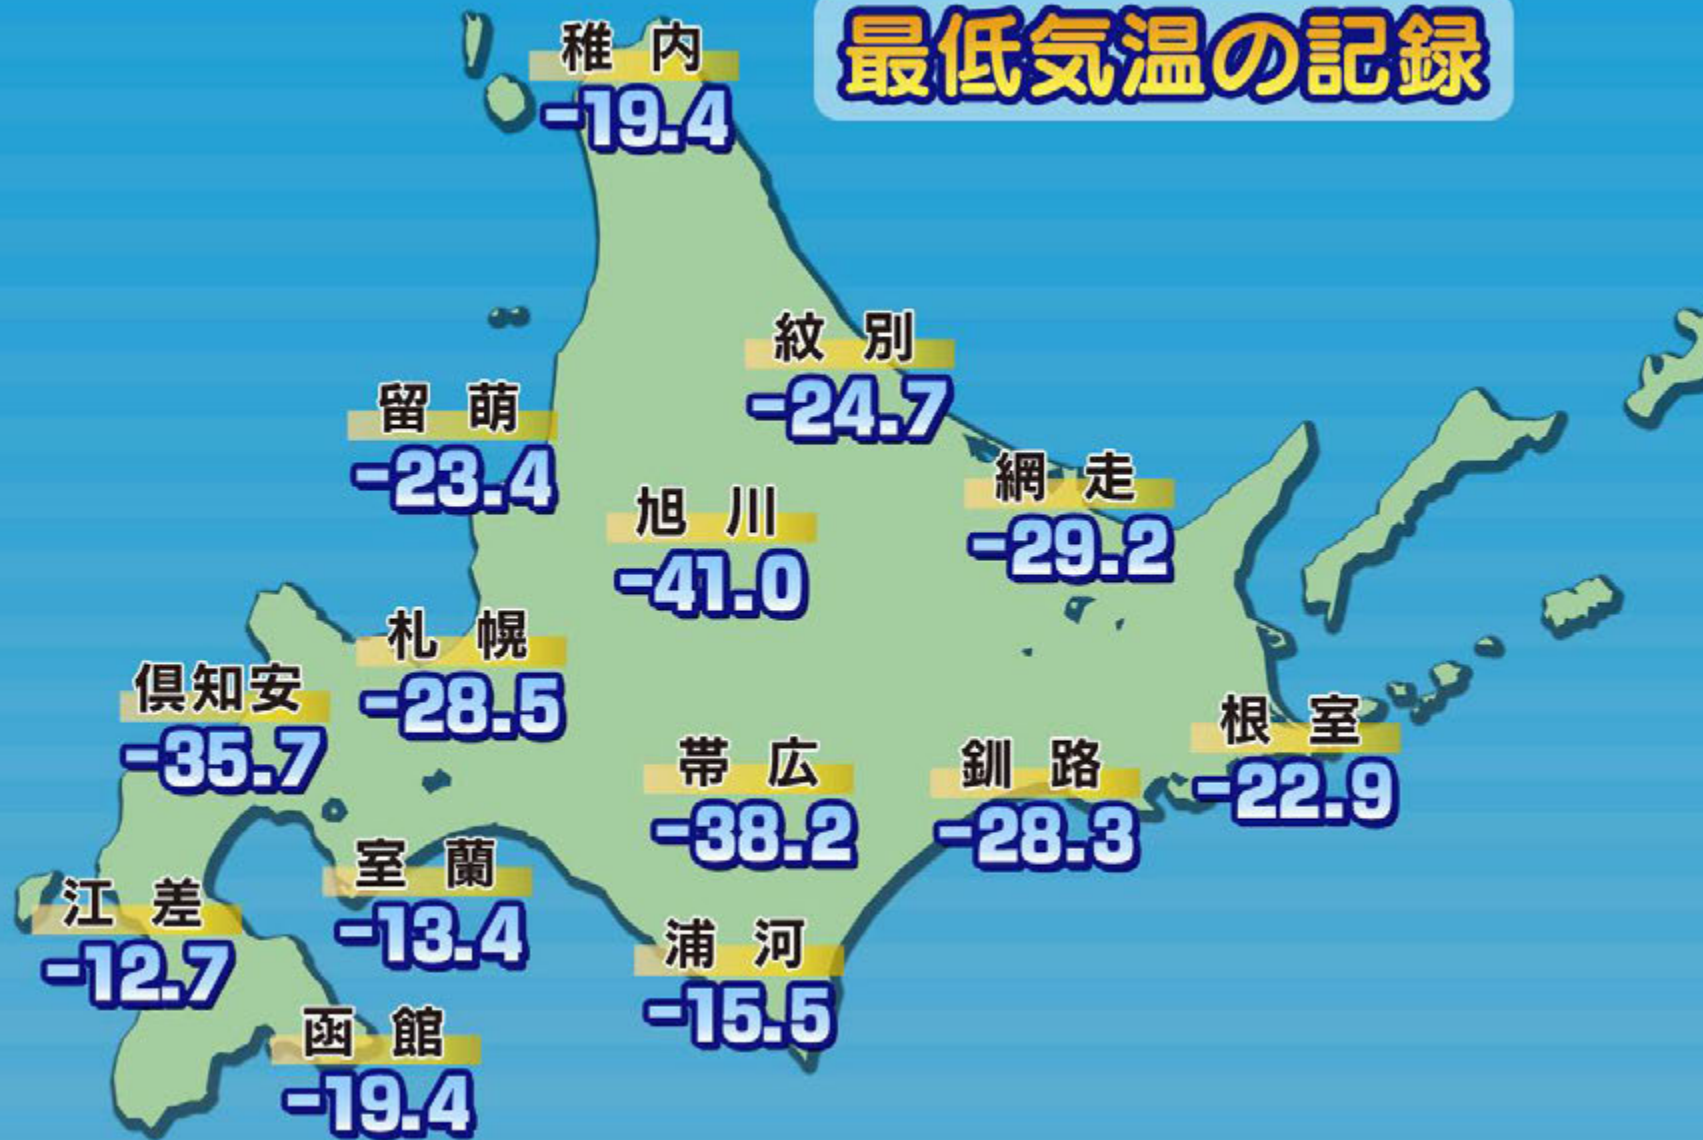 最低気温の記録
稚内
-19.4
紋別
-24.7
留萌
-23.4
網走
-29.2
旭川
-41.0
札幌
-28.5
倶知安
-35.7
根室
-22.9
帯広
-38.2
釧路
-28.3
室蘭
-13.4
江差
-12.7
浦河
-15.5
函館
-19.4